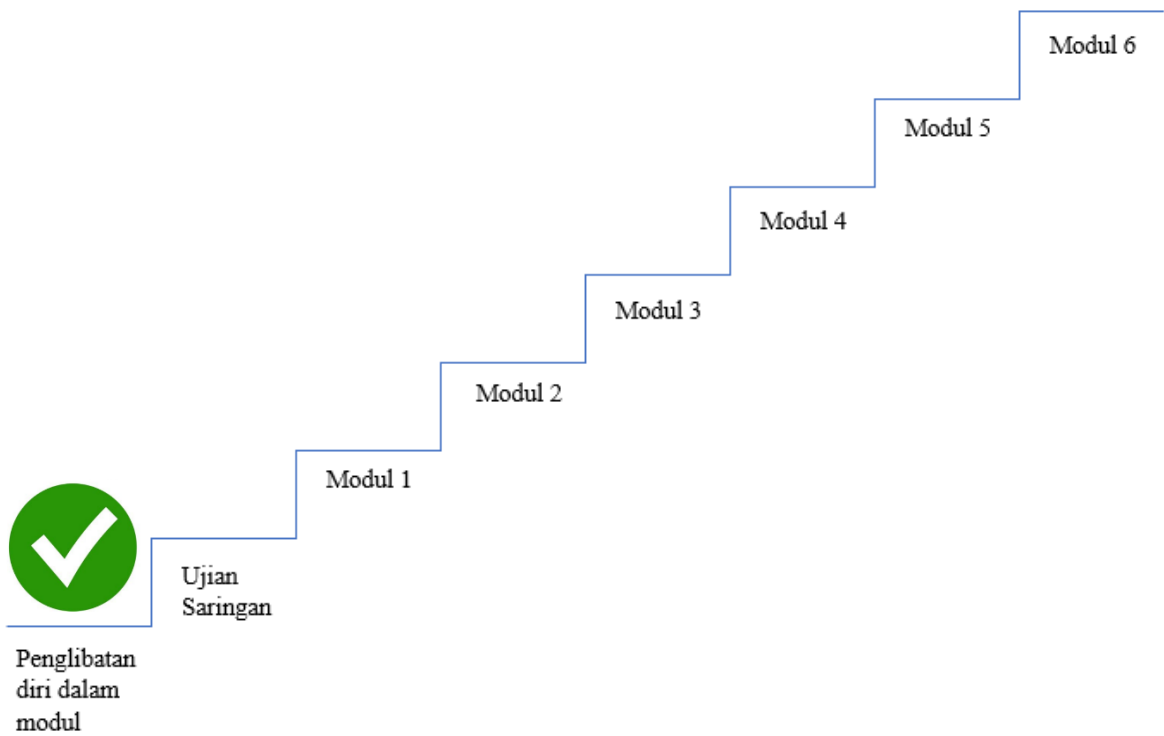 Modul 6
Modul 5
Modul 4
Modul 3
Modul 2
Modul 1
Ujian
Saringan
Penglibatan
diri dalam
modul